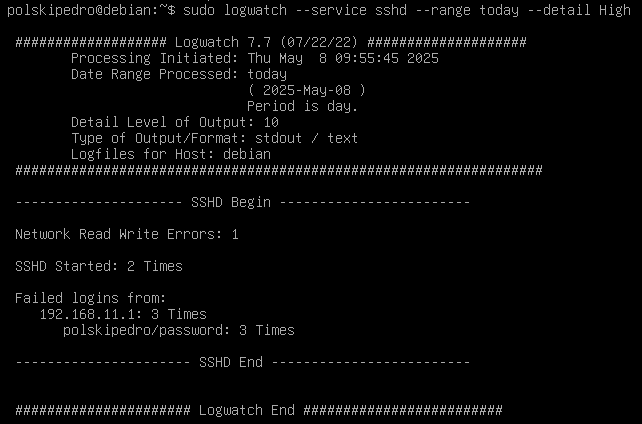 polskipedro@debian:~$ sudo logwatch --service sshd --range today --detail High
################### Logwatch 7.7 (07/22/22) ####################
Processing Initiated: Thu May  8 09:55:45 2025
Date Range Processed: today
( 2025-May-08 )
Period is day.
Detail Level of Output: 10
Type of Output/Format: stdout / text
Logfiles for Host: debian
##################################################################
--------------------- SSHD Begin ------------------------
Network Read Write Errors: 1
SSHD Started: 2 Times
Failed logins from:
192.168.11.1: 3 Times
polskipedro/password: 3 Times
---------------------- SSHD End -------------------------
###################### Logwatch End #########################